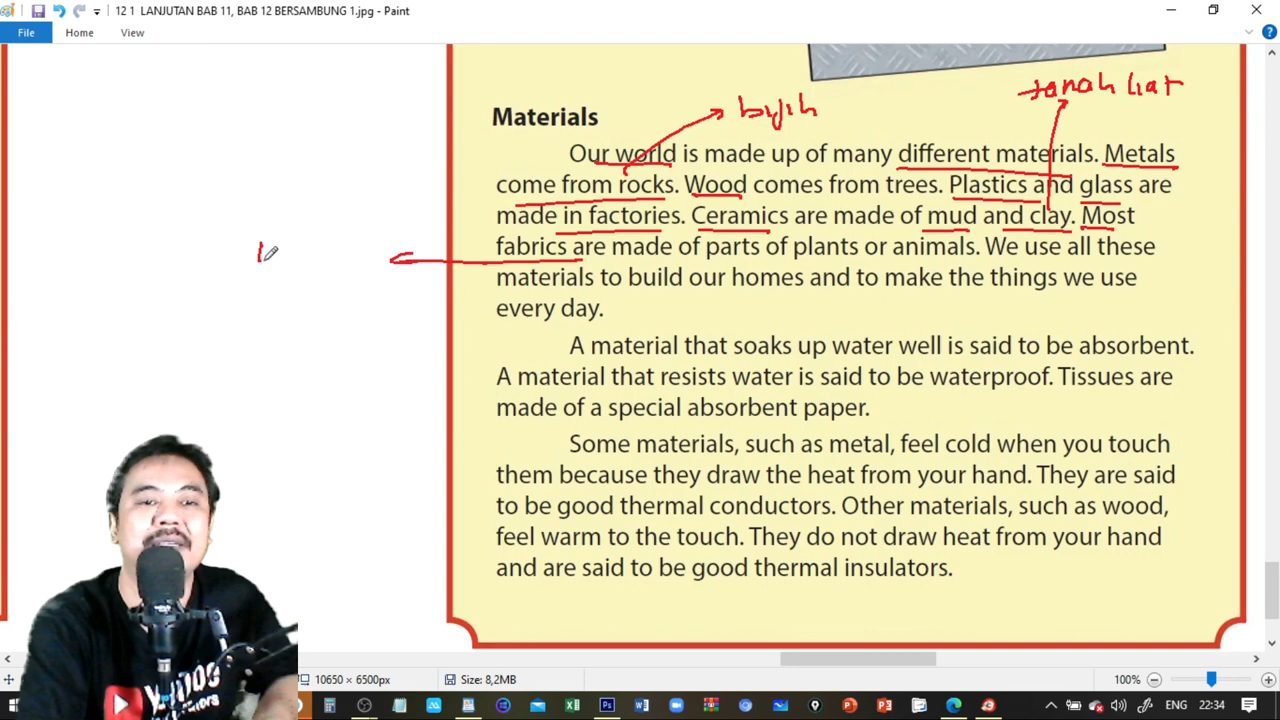 12 1 LANJUTAN BAB 11, BAB 12 BERSAMBUNG 1.jpg - Paint
File Home View
bijih
tanah liat
Materials
Our world is made up of many different materials. Metals
come from rocks. Wood comes from trees. Plastics and glass are
made in factories. Ceramics are made of mud and clay. Most
fabrics are made of parts of plants or animals. We use all these
materials to build our homes and to make the things we use
every day.
A material that soaks up water well is said to be absorbent.
A material that resists water is said to be waterproof. Tissues are
made of a special absorbent paper.
Some materials, such as metal, feel cold when you touch
them because they draw the heat from your hand. They are said
to be good thermal conductors. Other materials, such as wood,
feel warm to the touch. They do not draw heat from your hand
and are said to be good thermal insulators.
10650 × 6500px Size: 8,2MB 100%
ENG 22:34